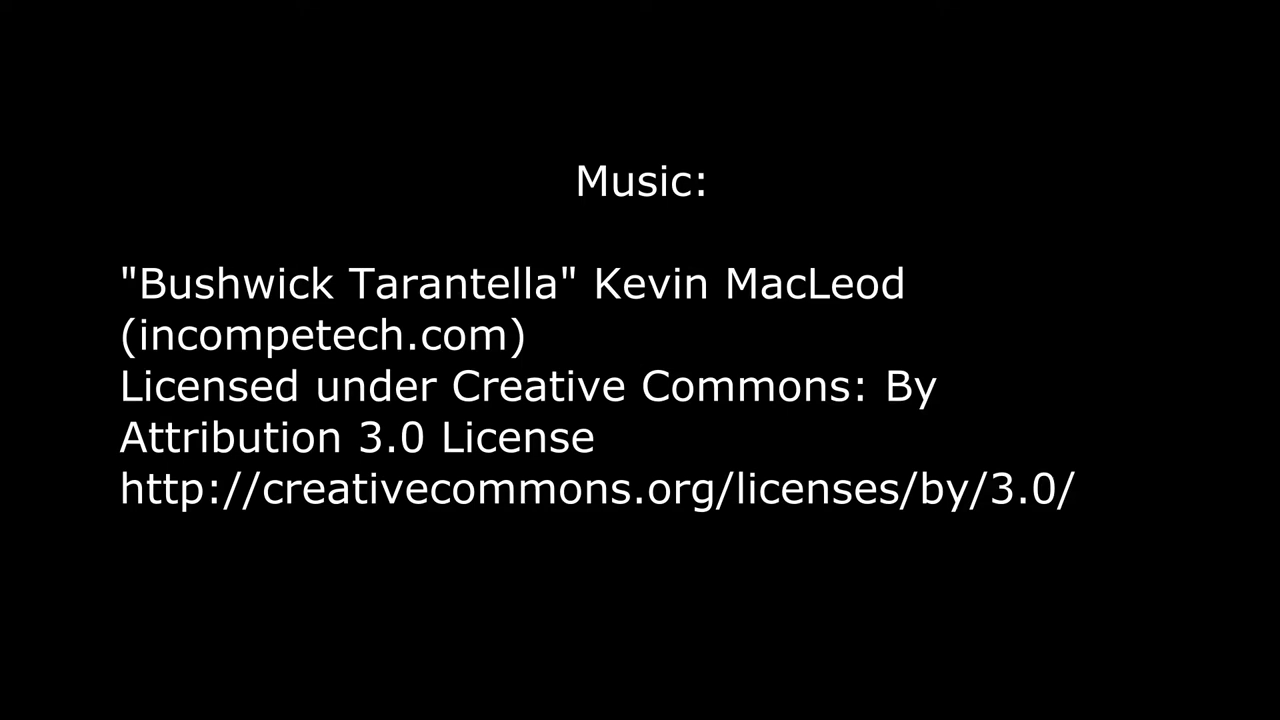 Music:
"Bushwick Tarantella" Kevin MacLeod
(incompetech.com)
Licensed under Creative Commons: By
Attribution 3.0 License
http://creativecommons.org/licenses/by/3.0/